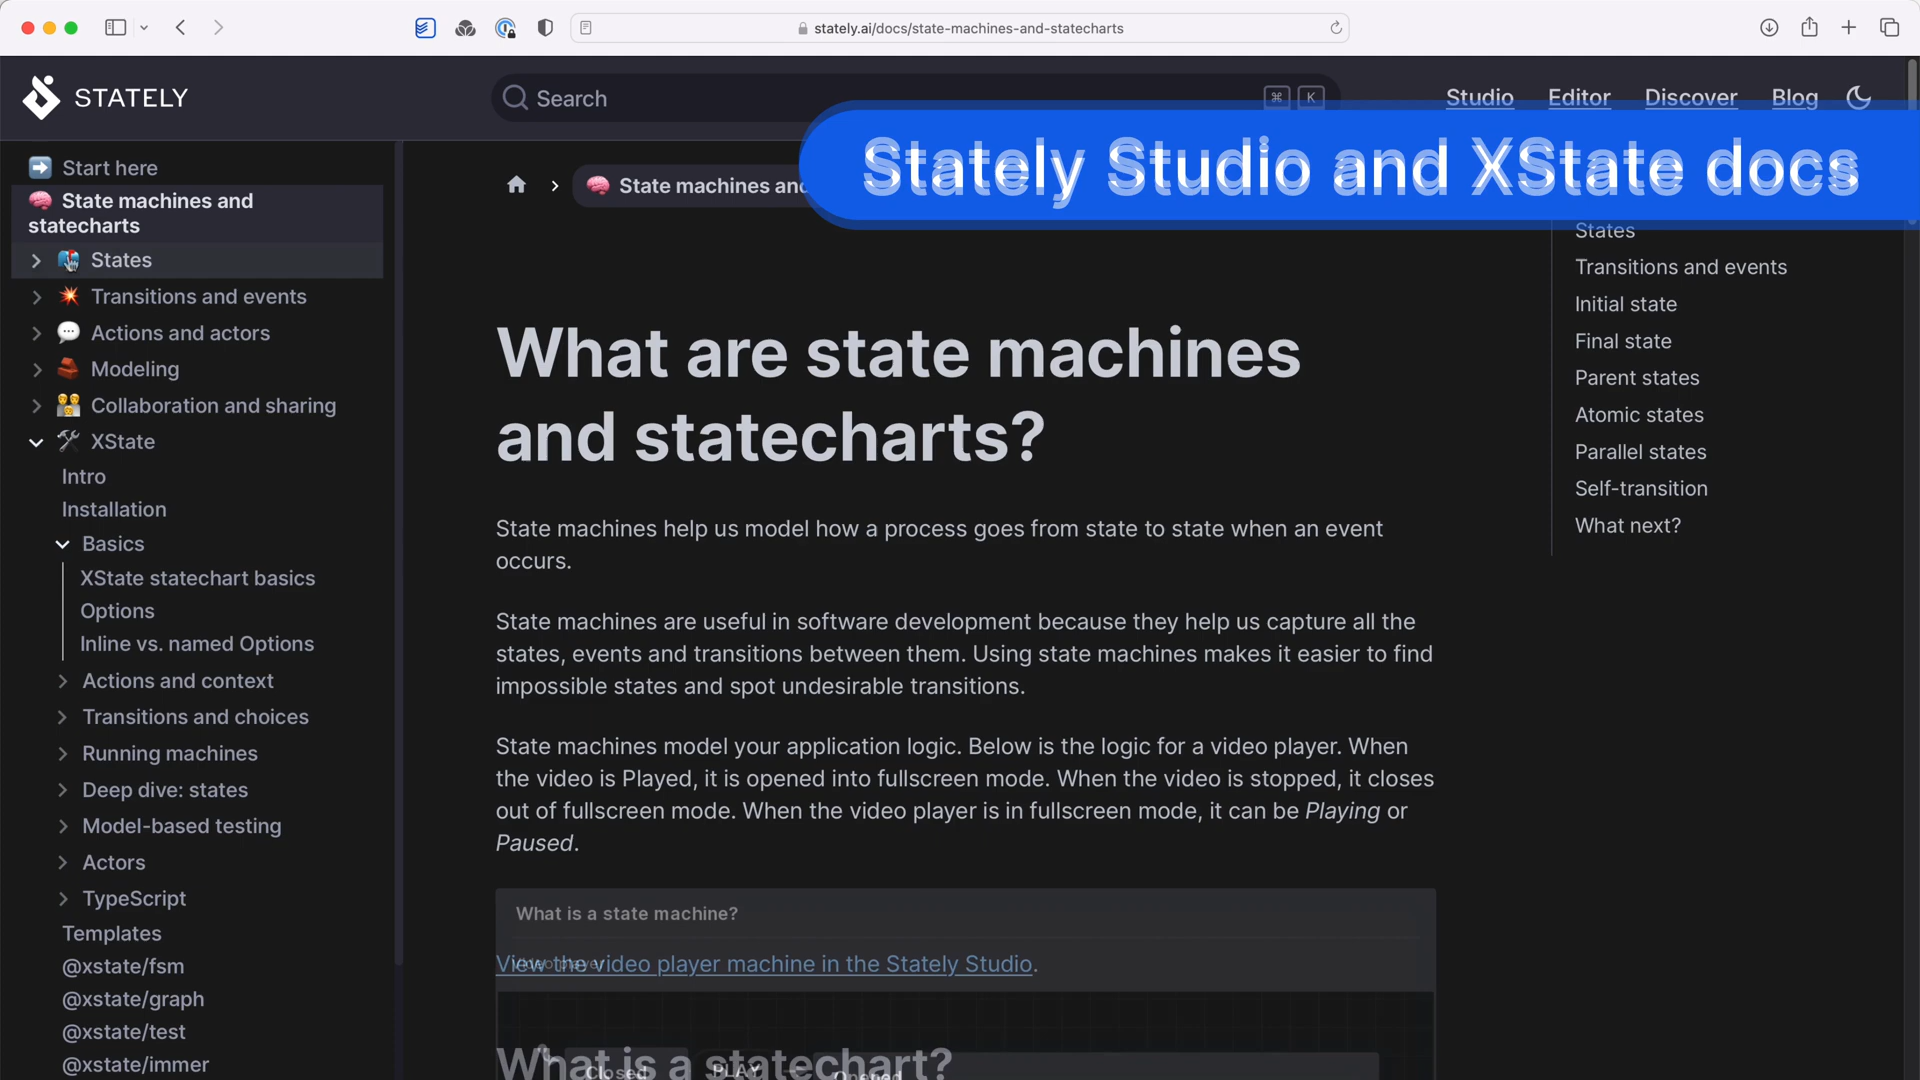 stately.ai/docs/state-machines-and-statecharts
STATELY
Search
⌘ K
Studio
Editor
Discover
Blog
Stately Studio and XState docs
Start here
State machines and
statecharts
States
Transitions and events
Actions and actors
Modeling
Collaboration and sharing
XState
Intro
Installation
Basics
XState statechart basics
Options
Inline vs. named Options
Actions and context
Transitions and choices
Running machines
Deep dive: states
Model-based testing
Actors
TypeScript
Templates
@xstate/fsm
@xstate/graph
@xstate/test
@xstate/immer
State machines and
What are state machines
and statecharts?
State machines help us model how a process goes from state to state when an event
occurs.
State machines are useful in software development because they help us capture all the
states, events and transitions between them. Using state machines makes it easier to find
impossible states and spot undesirable transitions.
State machines model your application logic. Below is the logic for a video player. When
the video is Played, it is opened into fullscreen mode. When the video is stopped, it closes
out of fullscreen mode. When the video player is in fullscreen mode, it can be Playing or
Paused.
What is a state machine?
View the video player machine in the Stately Studio.
Video player
What is a statechart?
Closed
PLAY
Opened
States
Transitions and events
Initial state
Final state
Parent states
Atomic states
Parallel states
Self-transition
What next?